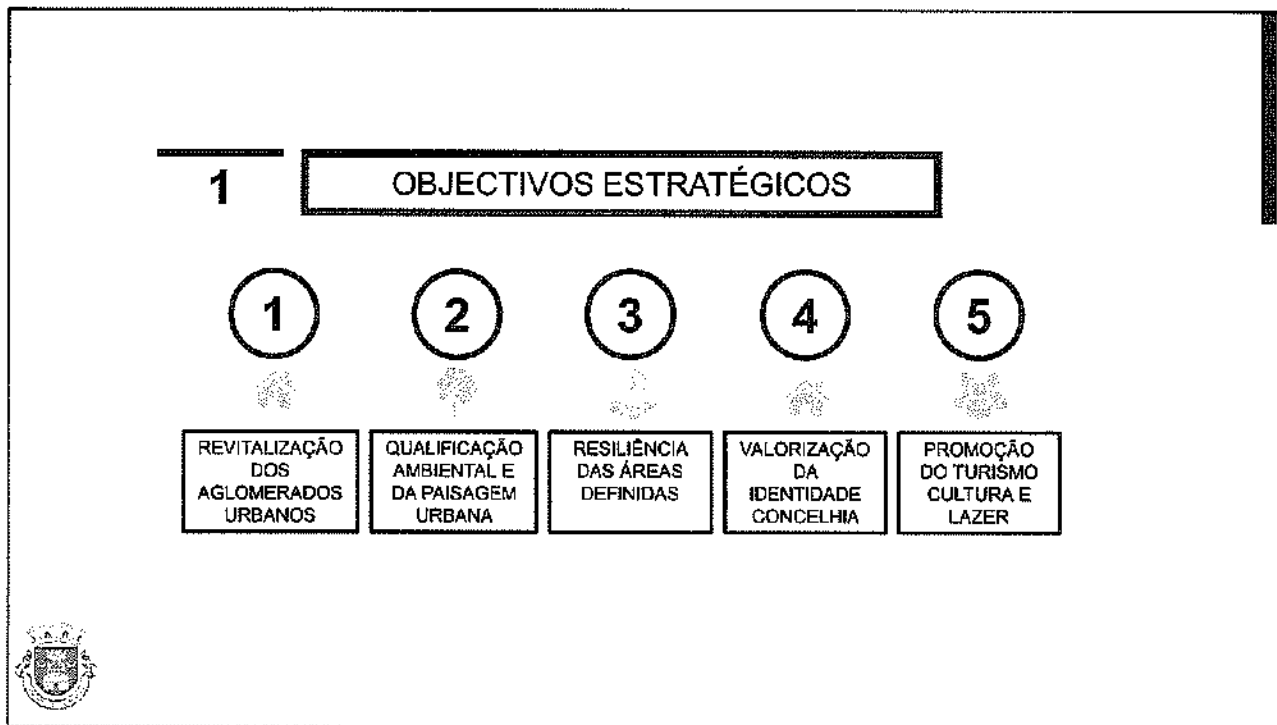 1
OBJECTIVOS ESTRATÉGICOS
1
2
3
4
5
REVITALIZAÇÃO
DOS
AGLOMERADOS
URBANOS
QUALIFICAÇÃO
AMBIENTAL E
DA PAISAGEM
URBANA
RESILIÊNCIA
DAS ÁREAS
DEFINIDAS
VALORIZAÇÃO
DA
IDENTIDADE
CONCELHIA
PROMOÇÃO
DO TURISMO
CULTURA E
LAZER